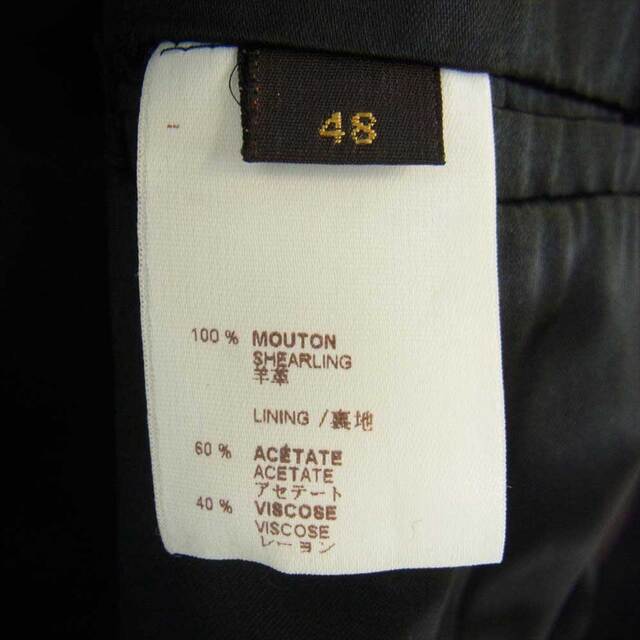 48
100 % MOUTON
SHEARLING
羊革
LINING / 裏地
60 % ACÉTATE
ACETATE
アセテート
40 % VISCOSE
VISCOSE
レーヨン